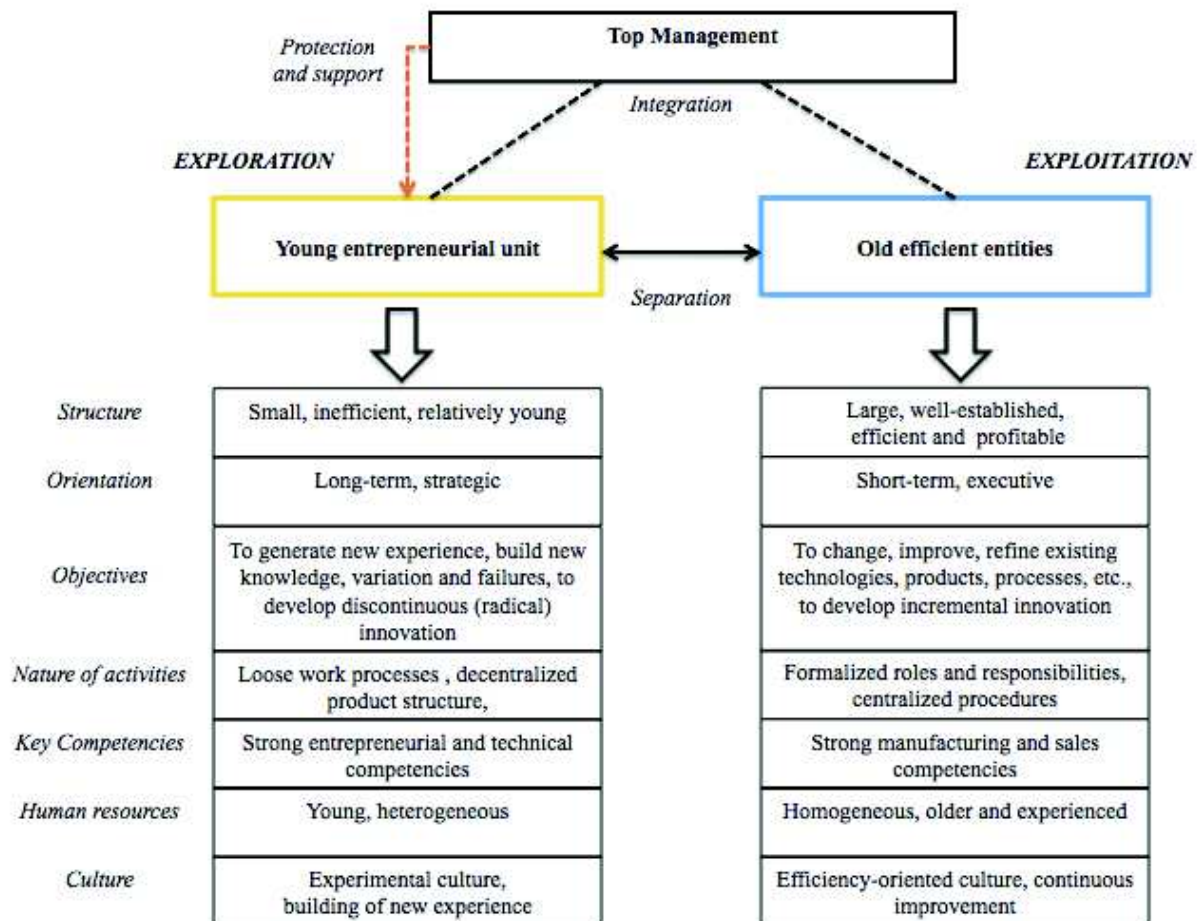 Top Management
Protection
and support
Integration
EXPLORATION
EXPLOITATION
Young entrepreneurial unit
Old efficient entities
Separation
Structure
Small, inefficient, relatively young
Large, well-established,
efficient and profitable
Orientation
Long-term, strategic
Short-term, executive
Objectives
To generate new experience, build new
knowledge, variation and failures, to
develop discontinuous (radical)
innovation
To change, improve, refine existing
technologies, products, processes, etc.,
to develop incremental innovation
Nature of activities
Loose work processes , decentralized
product structure,
Formalized roles and responsibilities,
centralized procedures
Key Competencies
Strong entrepreneurial and technical
competencies
Strong manufacturing and sales
competencies
Human resources
Young, heterogeneous
Homogeneous, older and experienced
Culture
Experimental culture,
building of new experience
Efficiency-oriented culture, continuous
improvement